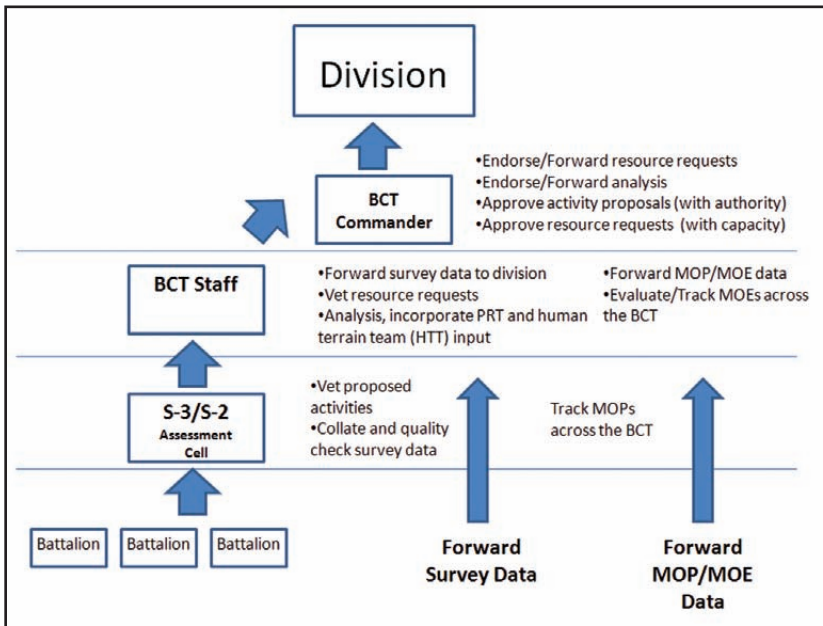 Division
BCT
Commander
•Endorse/Forward resource requests
•Endorse/Forward analysis
•Approve activity proposals (with authority)
•Approve resource requests (with capacity)
BCT Staff
•Forward survey data to division
•Vet resource requests
•Analysis, incorporate PRT and human
terrain team (HTT) input
•Forward MOP/MOE data
•Evaluate/Track MOEs across
the BCT
S-3/S-2
Assessment
Cell
•Vet proposed
activities
•Collate and quality
check survey data
Track MOPs
across the BCT
Battalion
Battalion
Battalion
Forward
Survey Data
Forward
MOP/MOE
Data